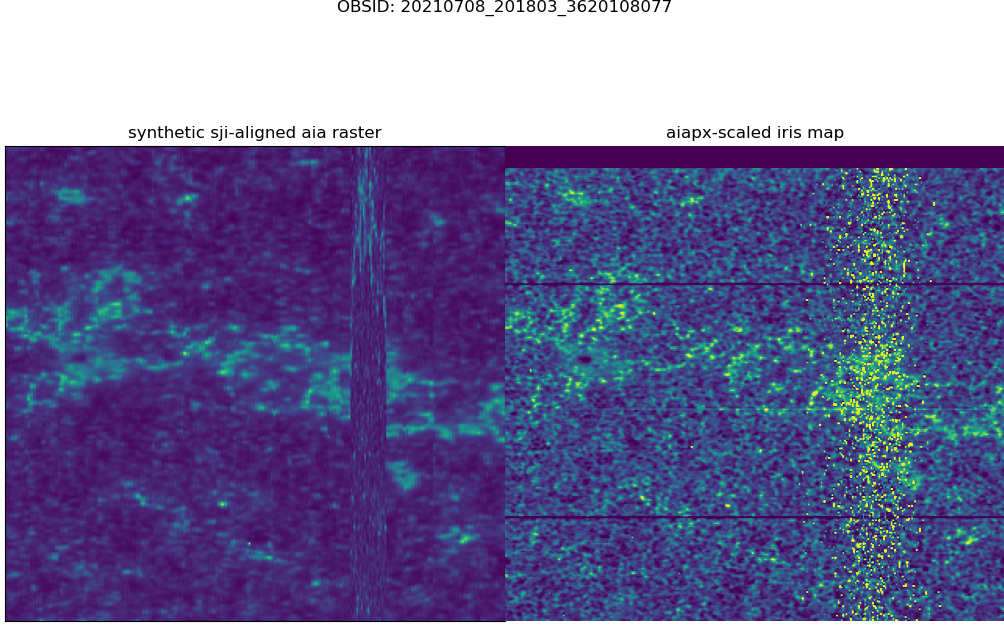 OBSID: 20210708_201803_3620108077
synthetic sji-aligned aia raster
aiapx-scaled iris map